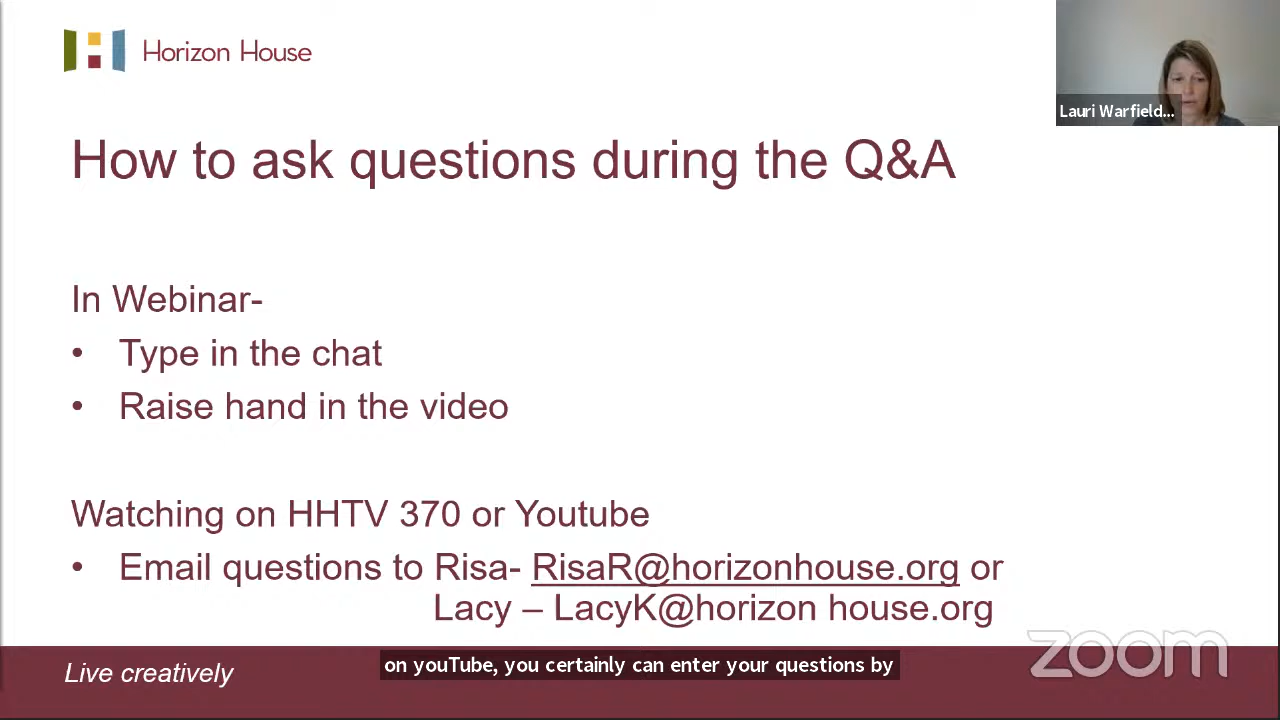 Horizon House
Lauri Warfield...
How to ask questions during the Q&A
In Webinar-
• Type in the chat
• Raise hand in the video
Watching on HHTV 370 or Youtube
• Email questions to Risa- RisaR@horizonhouse.org or
Lacy – LacyK@horizon house.org
zoom
Live creatively
on youTube, you certainly can enter your questions by